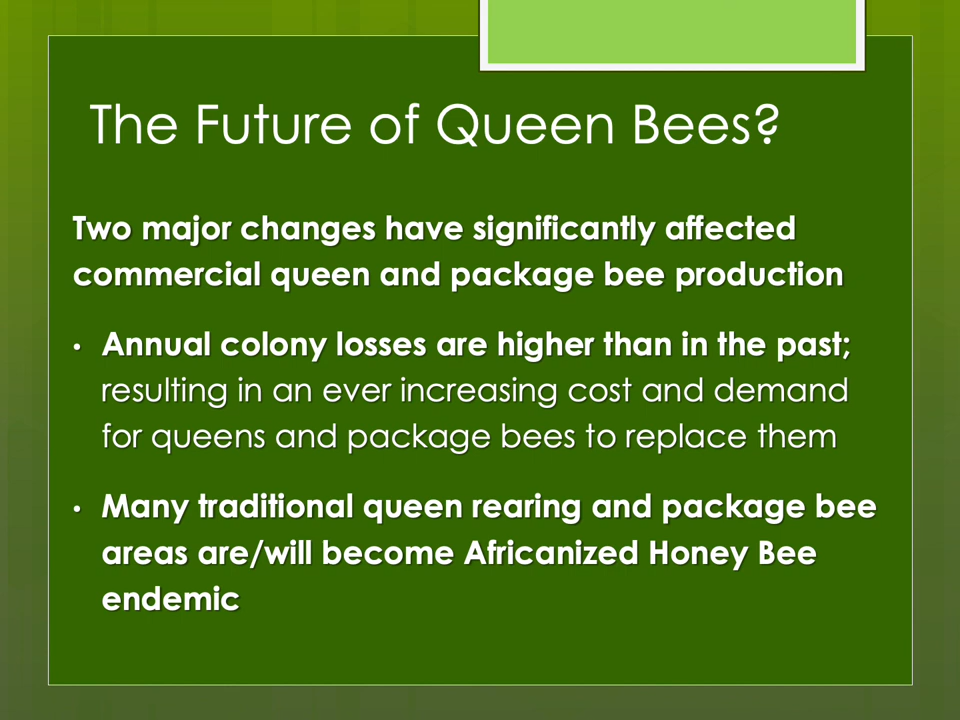 The Future of Queen Bees?
Two major changes have significantly affected
commercial queen and package bee production
• Annual colony losses are higher than in the past;
resulting in an ever increasing cost and demand
for queens and package bees to replace them
• Many traditional queen rearing and package bee
areas are/will become Africanized Honey Bee
endemic